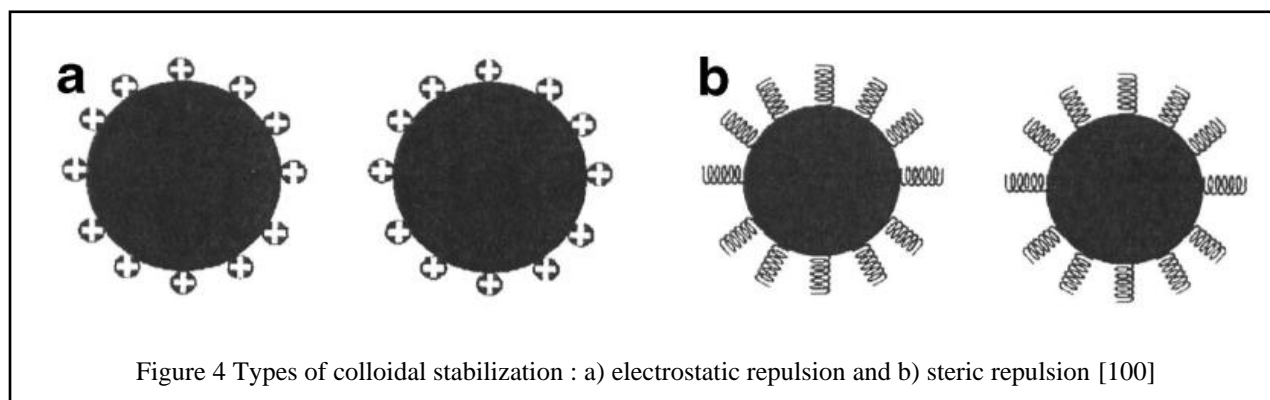 a
b
Figure 4 Types of colloidal stabilization : a) electrostatic repulsion and b) steric repulsion [100]